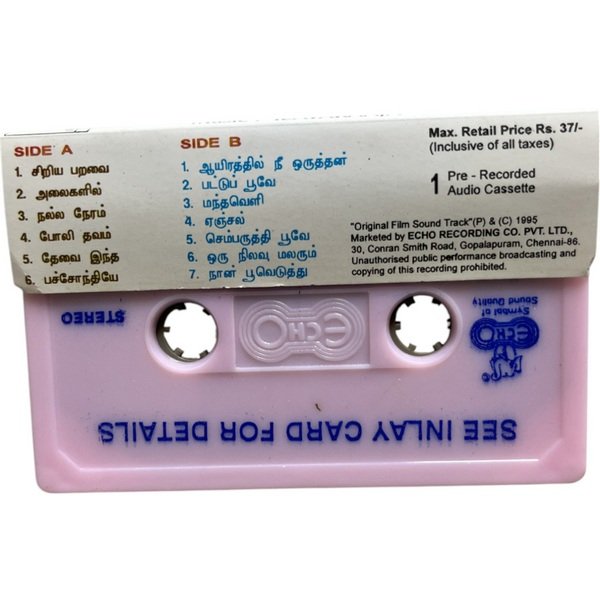 SIDE A
1. சிறிய பறவை
2. அலைகளில்
3. நல்ல நேரம்
4. போலி தவம்
5. தேவை இந்த
6. பச்சோந்தியே
SIDE B
1. ஆயிரத்தில் நீ ஒருத்தன்
2. பட்டுப் பூவே
3. மந்தவெளி
4. ஏஞ்சல்
5. செம்பருத்தி பூவே
6. ஒரு நிலவு மலரும்
7. நான் பூவெடுத்து
Max. Retail Price Rs. 37/-
(Inclusive of all taxes)
1 Pre - Recorded
Audio Cassette
"Original Film Sound Track"(P) & (C) 1995
Marketed by ECHO RECORDING CO. PVT. LTD.,
30, Conran Smith Road, Gopalapuram, Chennai-86.
Unauthorised public performance broadcasting and
copying of this recording prohibited.
SEE INLAY CARD FOR DETAILS
ECHO
Symbol of
Sound Quality
ECHO
STEREO